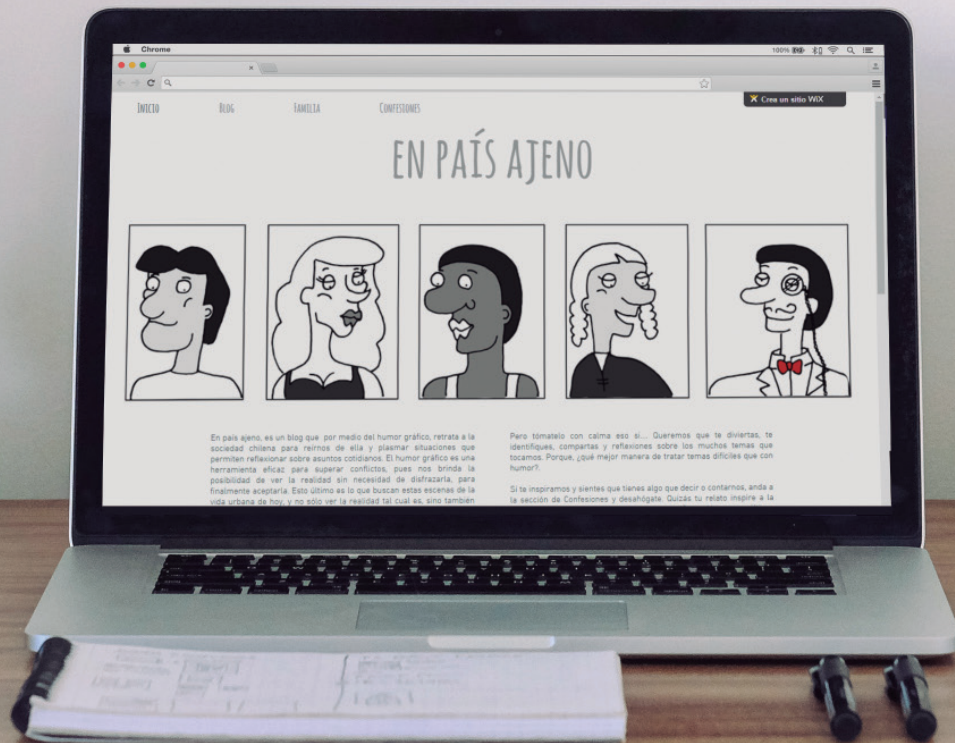 Chrome
100%
Crea un sitio WiX
Inicio Blog Familia Confesiones
EN PAÍS AJENO
En país ajeno, es un blog que por medio del humor gráfico, retrata a la
sociedad chilena para reirnos de ella y plasmar situaciones que
permiten reflexionar sobre asuntos cotidianos. El humor gráfico es una
herramienta eficaz para superar conflictos, pues nos brinda la
posibilidad de ver la realidad sin necesidad de disfrazarla, para
finalmente aceptarla. Esto último es lo que buscan estas escenas de la
vida urbana de hoy, y no sólo ver la realidad tal cual es, sino también
Pero tómatelo con calma eso si... Queremos que te diviertas, te
identifiques, compartas y reflexiones sobre los muchos temas que
tocamos. Porque, ¿qué mejor manera de tratar temas difíciles que con
humor?.
Si te inspiramos y sientes que tienes algo que decir o contarnos, anda a
la sección de Confesiones y desahógate. Quizás tu relato inspire a la